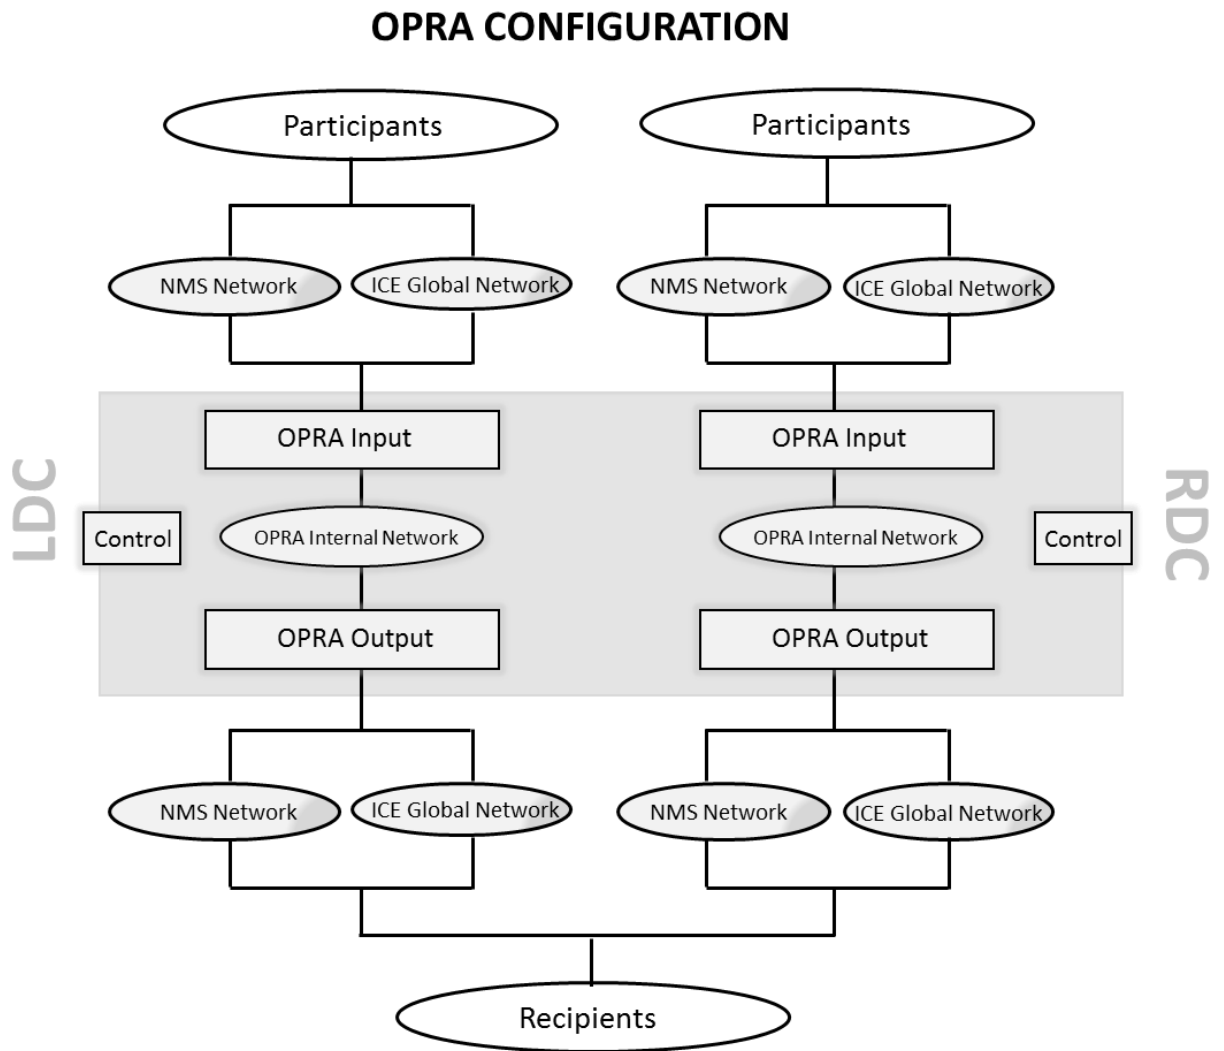 OPRA CONFIGURATION
Participants
Participants
NMS Network
ICE Global Network
NMS Network
ICE Global Network
LDC
RDC
OPRA Input
OPRA Input
Control
OPRA Internal Network
OPRA Internal Network
Control
OPRA Output
OPRA Output
NMS Network
ICE Global Network
NMS Network
ICE Global Network
Recipients